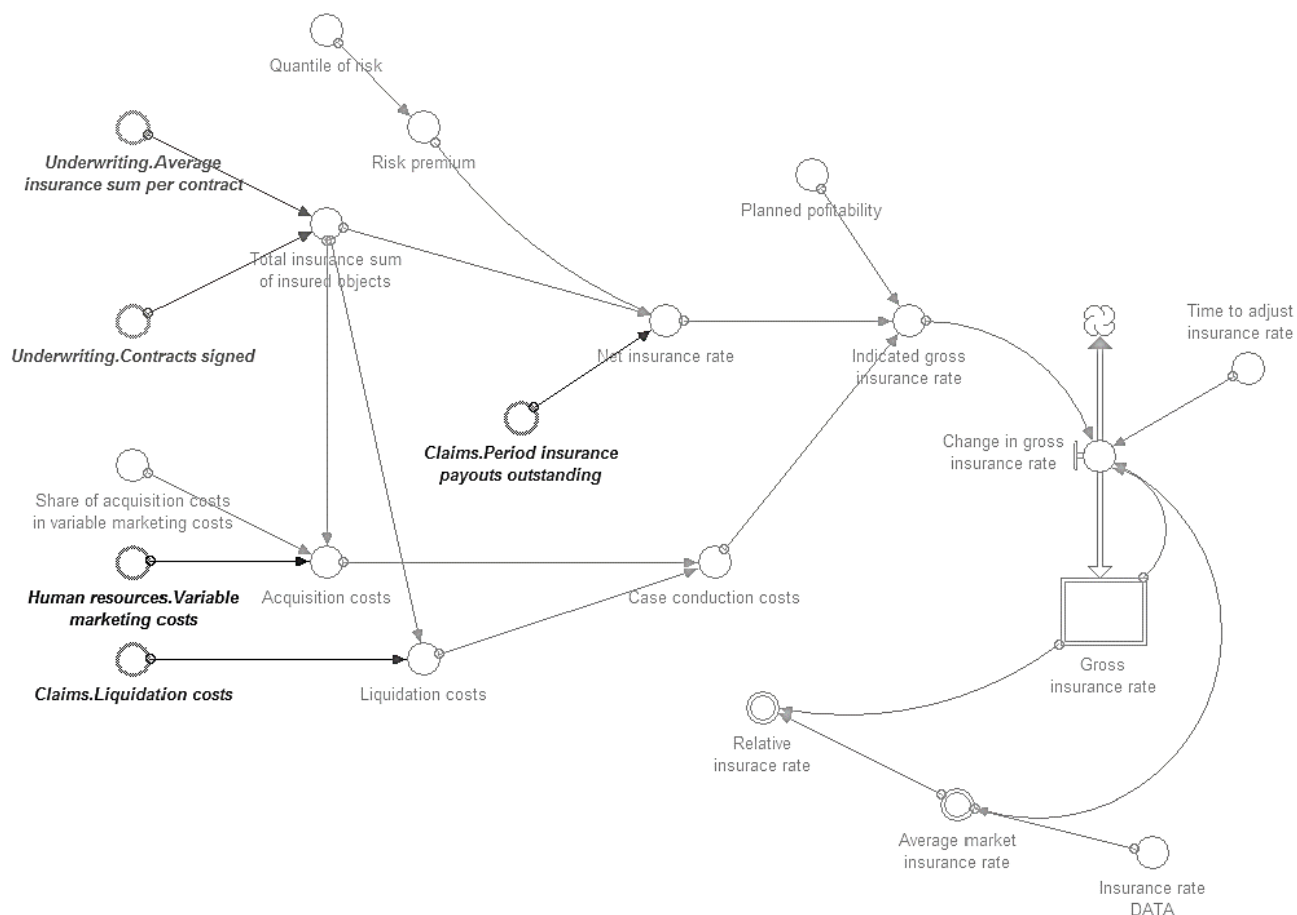 Quantile of risk
Risk premium
Underwriting.Average
insurance sum per contract
Planned pofitability
Total insurance sum
of insured objects
Underwriting.Contracts signed
Net insurance rate
Indicated gross
insurance rate
Time to adjust
insurance rate
Claims.Period insurance
payouts outstanding
Change in gross
insurance rate
Share of acquisition costs
in variable marketing costs
Human resources.Variable
marketing costs
Acquisition costs
Case conduction costs
Claims.Liquidation costs
Liquidation costs
Gross
insurance rate
Relative
insurace rate
Average market
insurance rate
Insurance rate
DATA